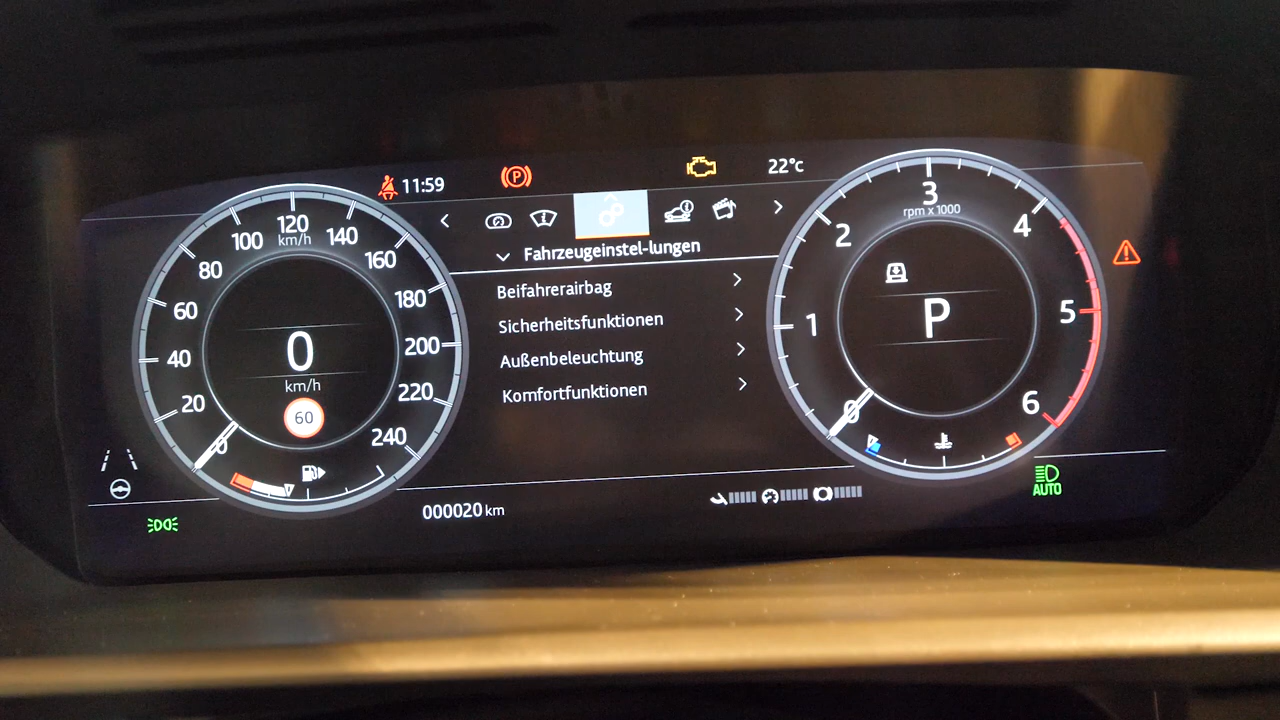 11:59
P
22°c
Fahrzeugeinstel-lungen
Beifahrerairbag
Sicherheitsfunktionen
Außenbeleuchtung
Komfortfunktionen
0
20
40
60
80
100
120
km/h
140
160
180
200
220
240
0
km/h
60
0
1
2
3
rpm x 1000
4
5
6
P
000020 km
AUTO